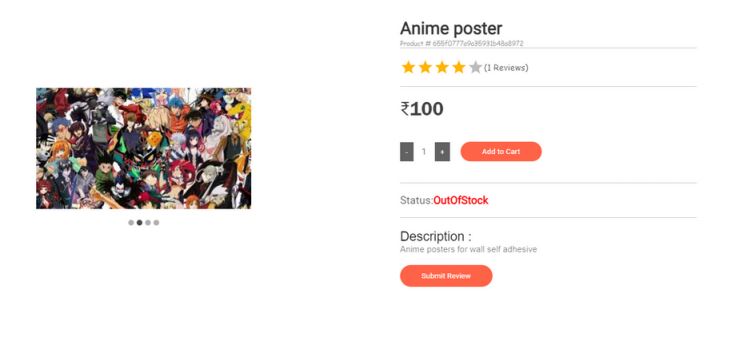 Anime poster
Product # 655f0777a9a35931b48a8972
(1 Reviews)
₹100
- 1 +
Add to Cart
Status:OutOfStock
Description :
Anime posters for wall self adhesive
Submit Review